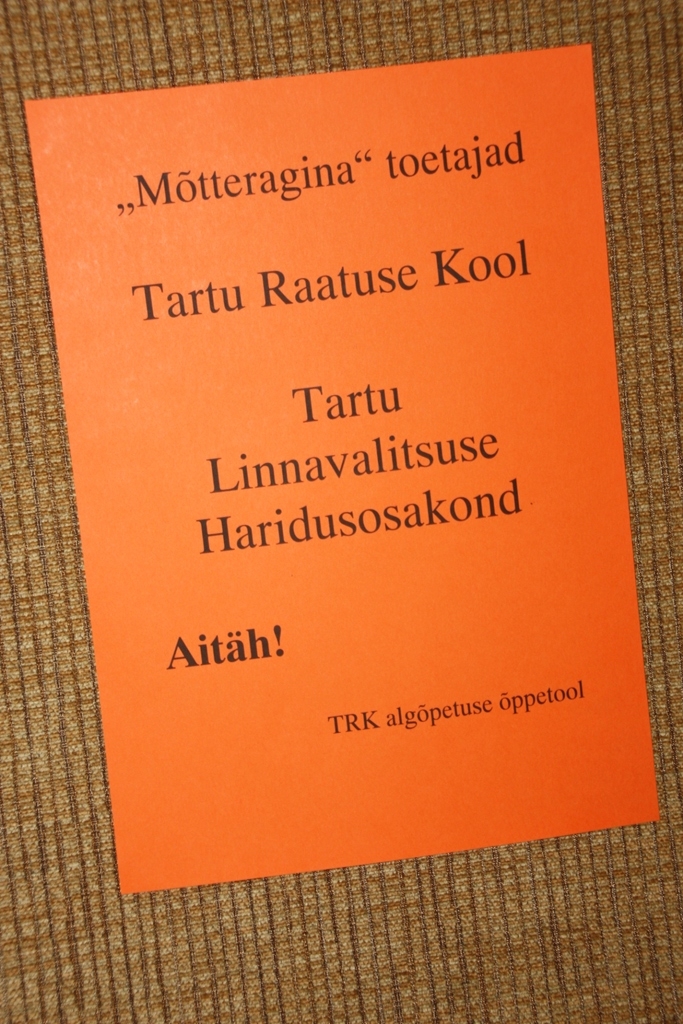 „Mõtteragina“ toetajad
Tartu Raatuse Kool
Tartu
Linnavalitsuse
Haridusosakond
Aitäh!
TRK algõpetuse õppetool